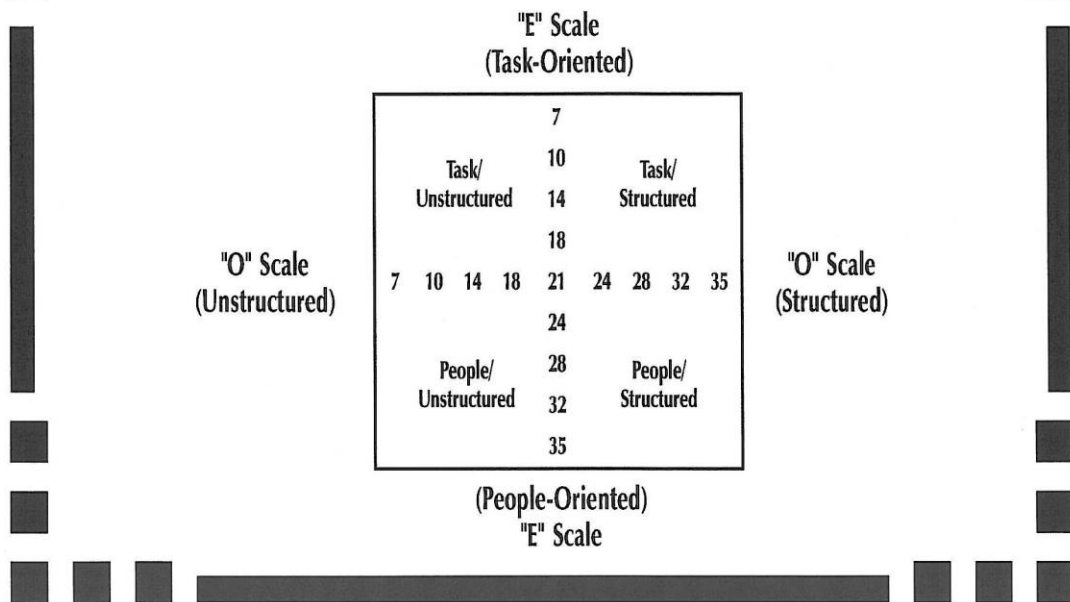 "E" Scale
(Task-Oriented)
7
10
Task/
Unstructured
14
Task/
Structured
18
"O" Scale
(Unstructured)
7 10 14 18 21 24 28 32 35
"O" Scale
(Structured)
24
28
People/
Unstructured
People/
Structured
32
35
(People-Oriented)
"E" Scale